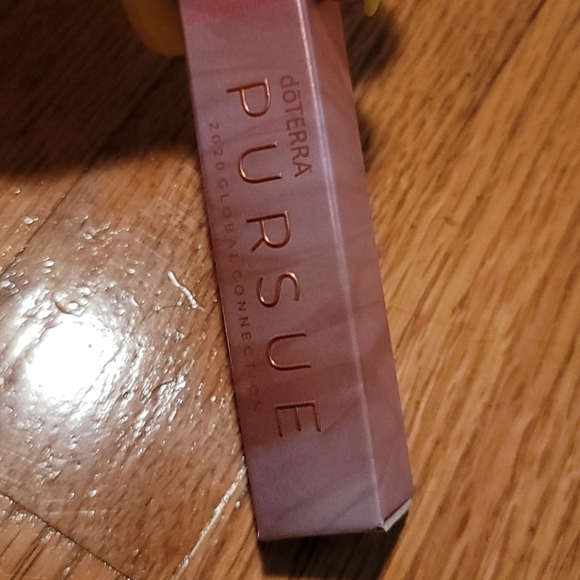 dōTERRA
PURSUE
2020 GLOBAL CONNECTION